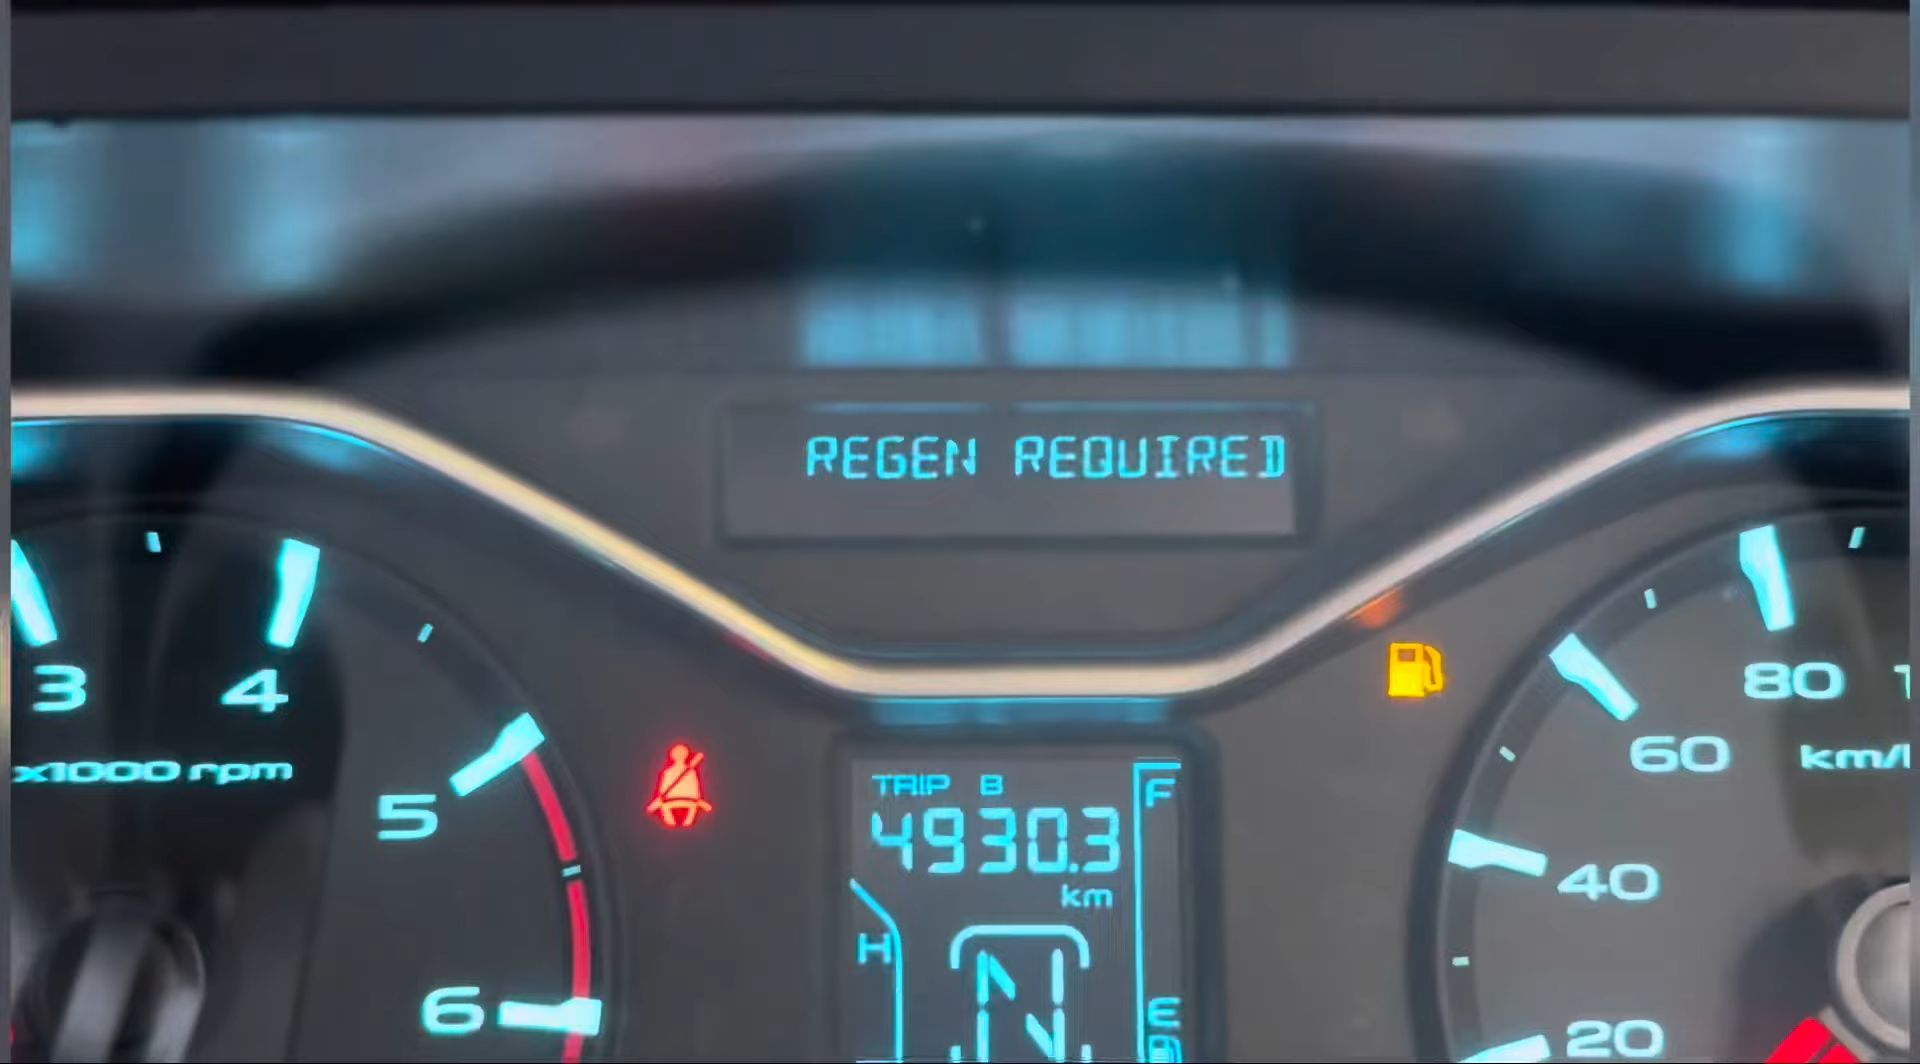 REGEN REQUIRED
3
4
x1000 rpm
5
6
TRIP B
4930.3
km
H
N
F
E
80
60
km/
40
20